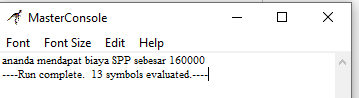 MasterConsole
Font Font Size Edit Help
ananda mendapat biaya SPP sebesar 160000
----Run complete.  13 symbols evaluated.----